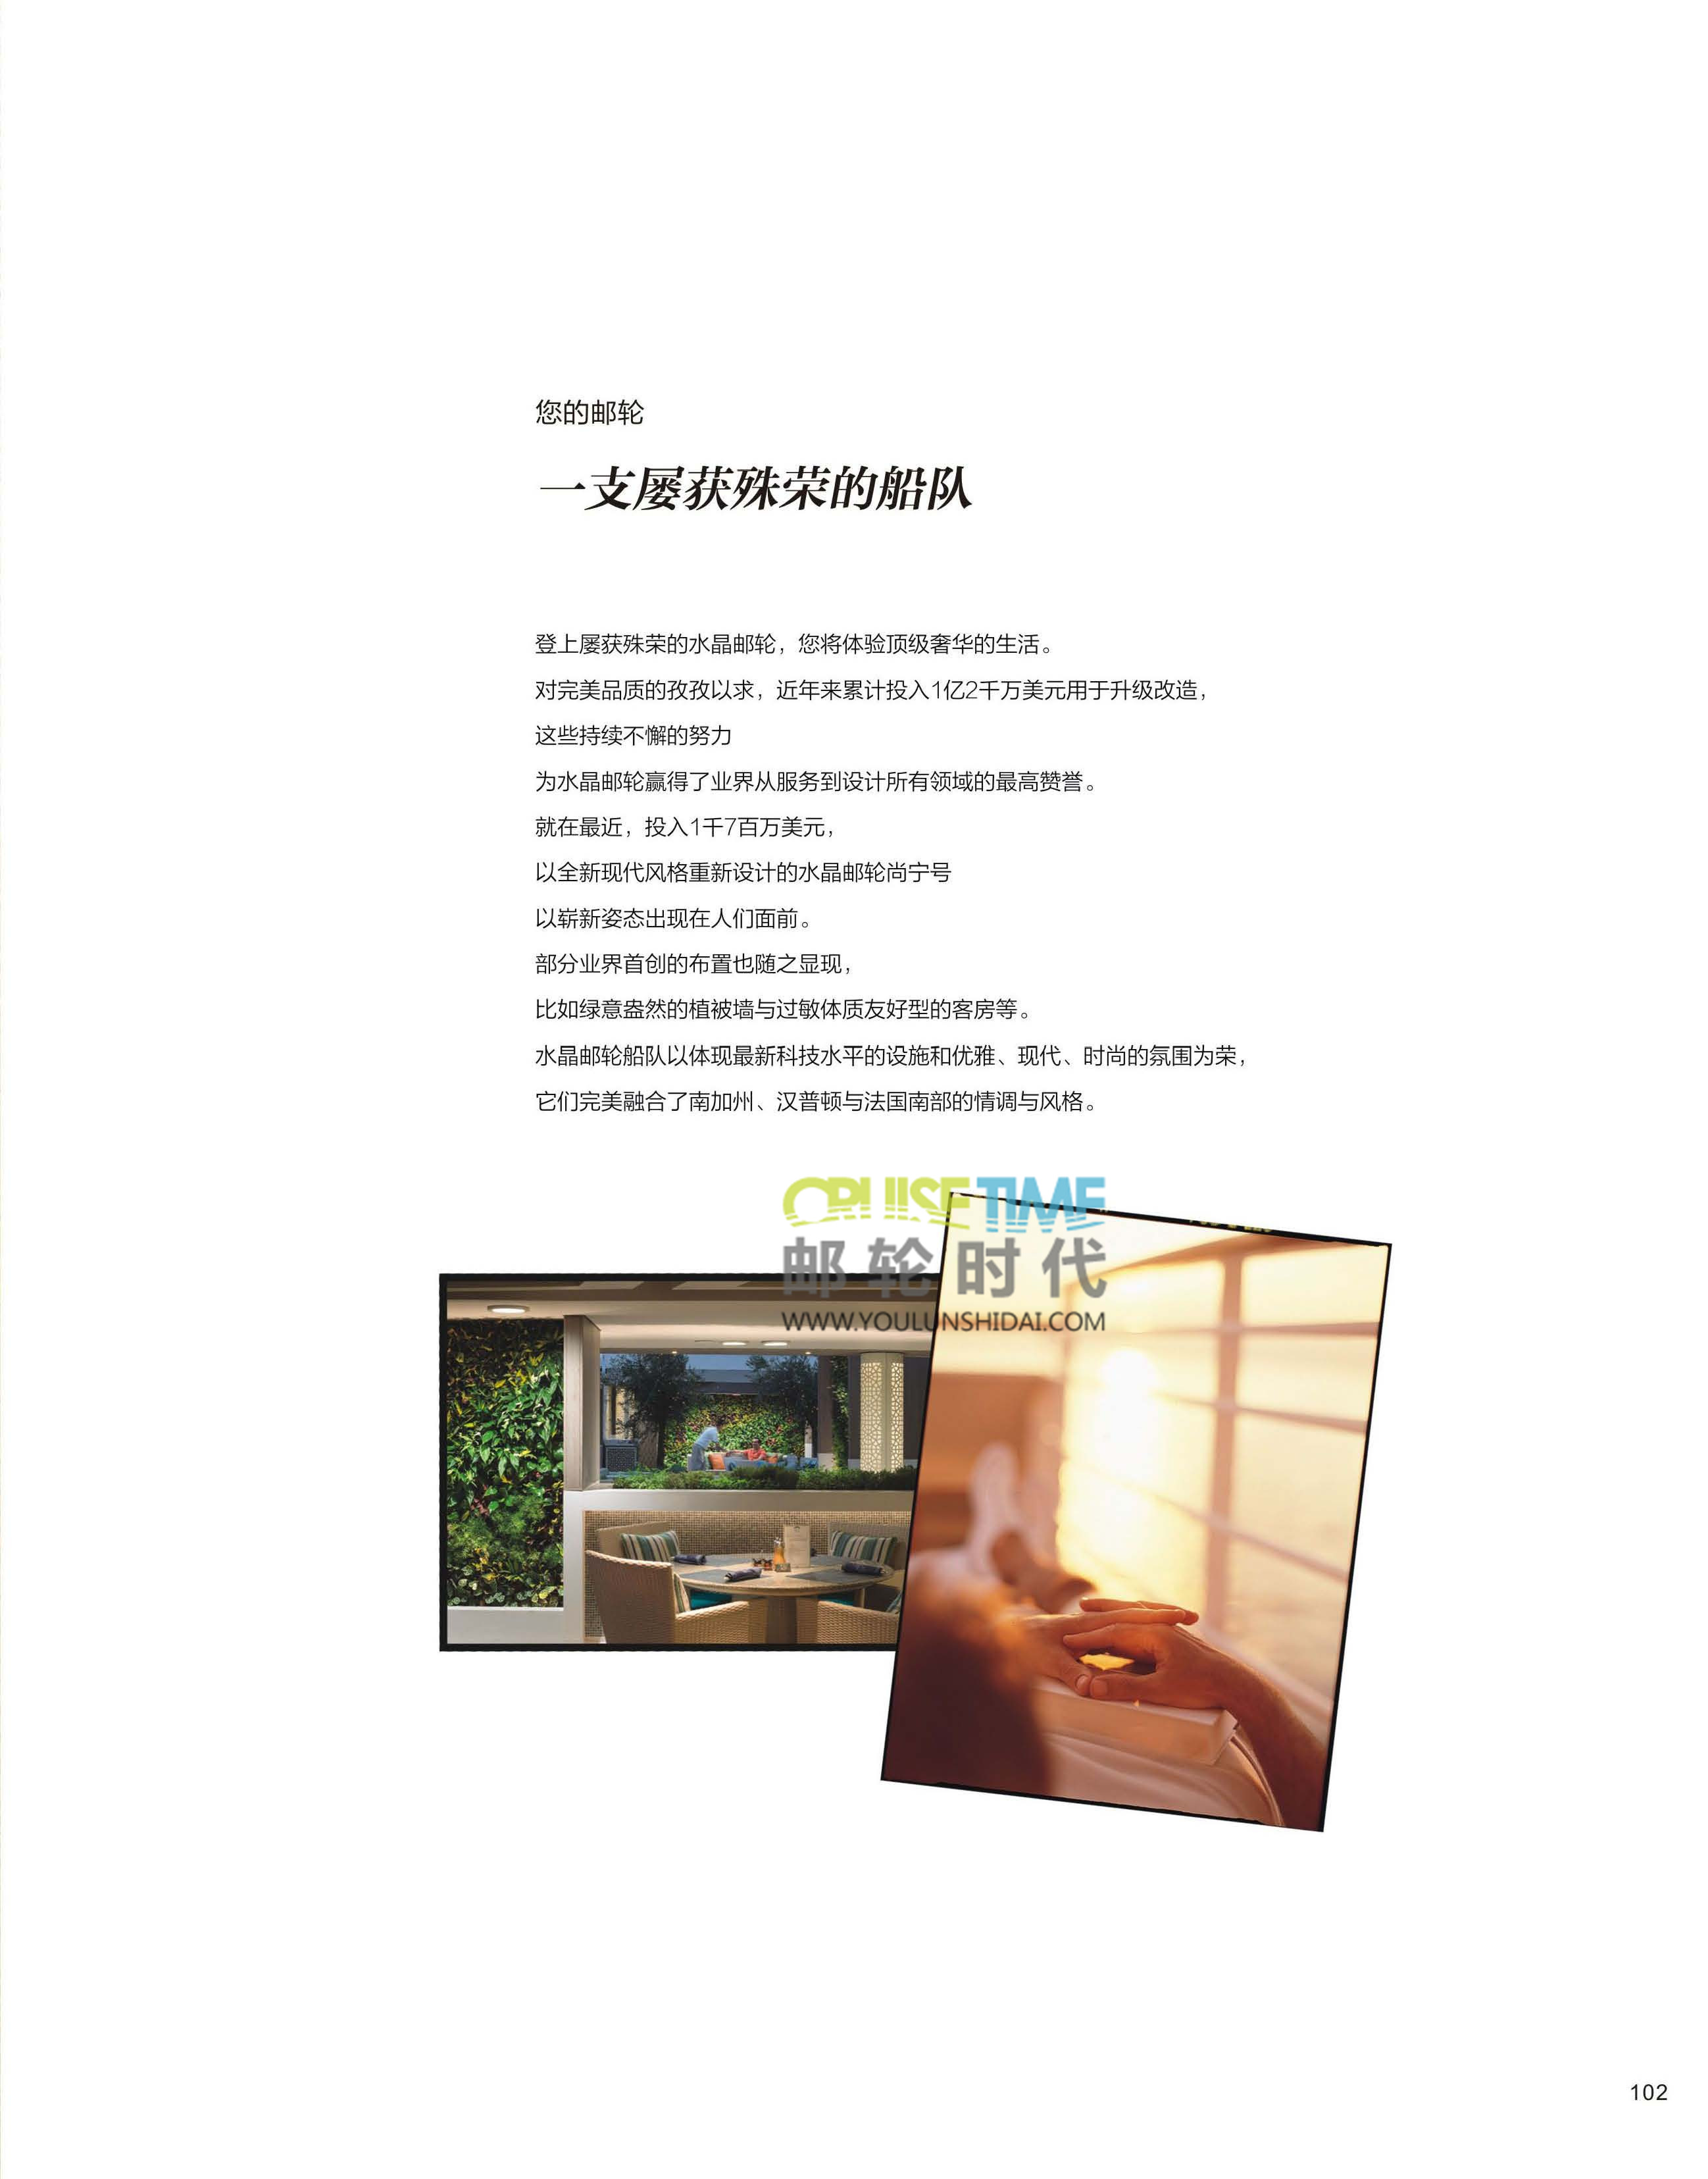 您的邮轮
一支屡获殊荣的船队
登上屡获殊荣的水晶邮轮，您将体验顶级奢华的生活。
对完美品质的孜孜以求，近年来累计投入1亿2千万美元用于升级改造，
这些持续不懈的努力
为水晶邮轮赢得了业界从服务到设计所有领域的最高赞誉。
就在最近，投入1千7百万美元，
以全新现代风格重新设计的水晶邮轮尚宁号
以崭新姿态出现在人们面前。
部分业界首创的布置也随之显现，
比如绿意盎然的植被墙与过敏体质友好型的客房等。
水晶邮轮船队以体现最新科技水平的设施和优雅、现代、时尚的氛围为荣，
它们完美融合了南加州、汉普顿与法国南部的情调与风格。
CRUISETIME
邮轮时代
WWW.YOULUNSHIDAI.COM
102